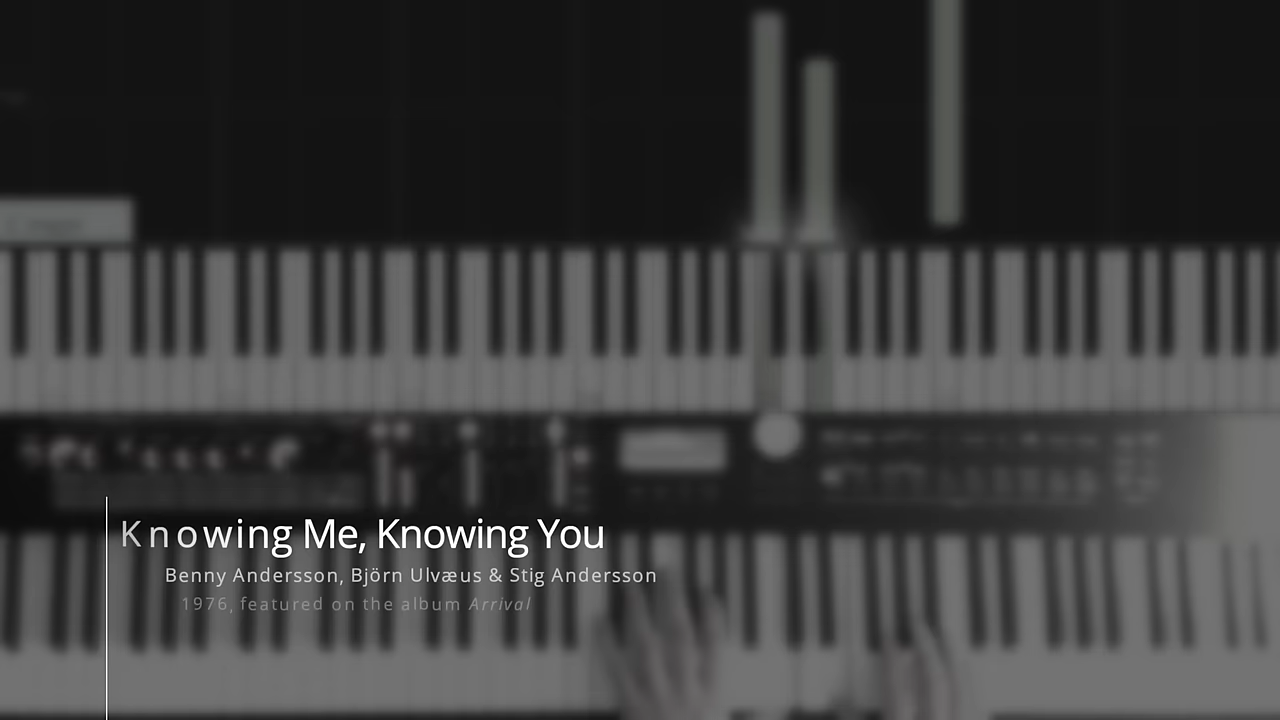 Knowing Me, Knowing You
Benny Andersson, Björn Ulvæus & Stig Andersson
1976, featured on the album Arrival